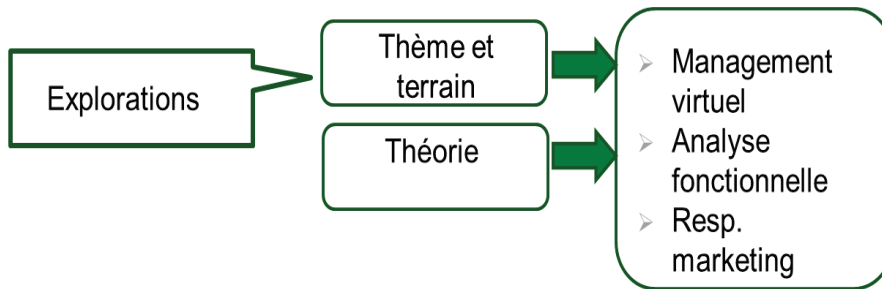 Explorations
Thème et
terrain
Théorie
Management
virtuel
Analyse
fonctionnelle
Resp.
marketing